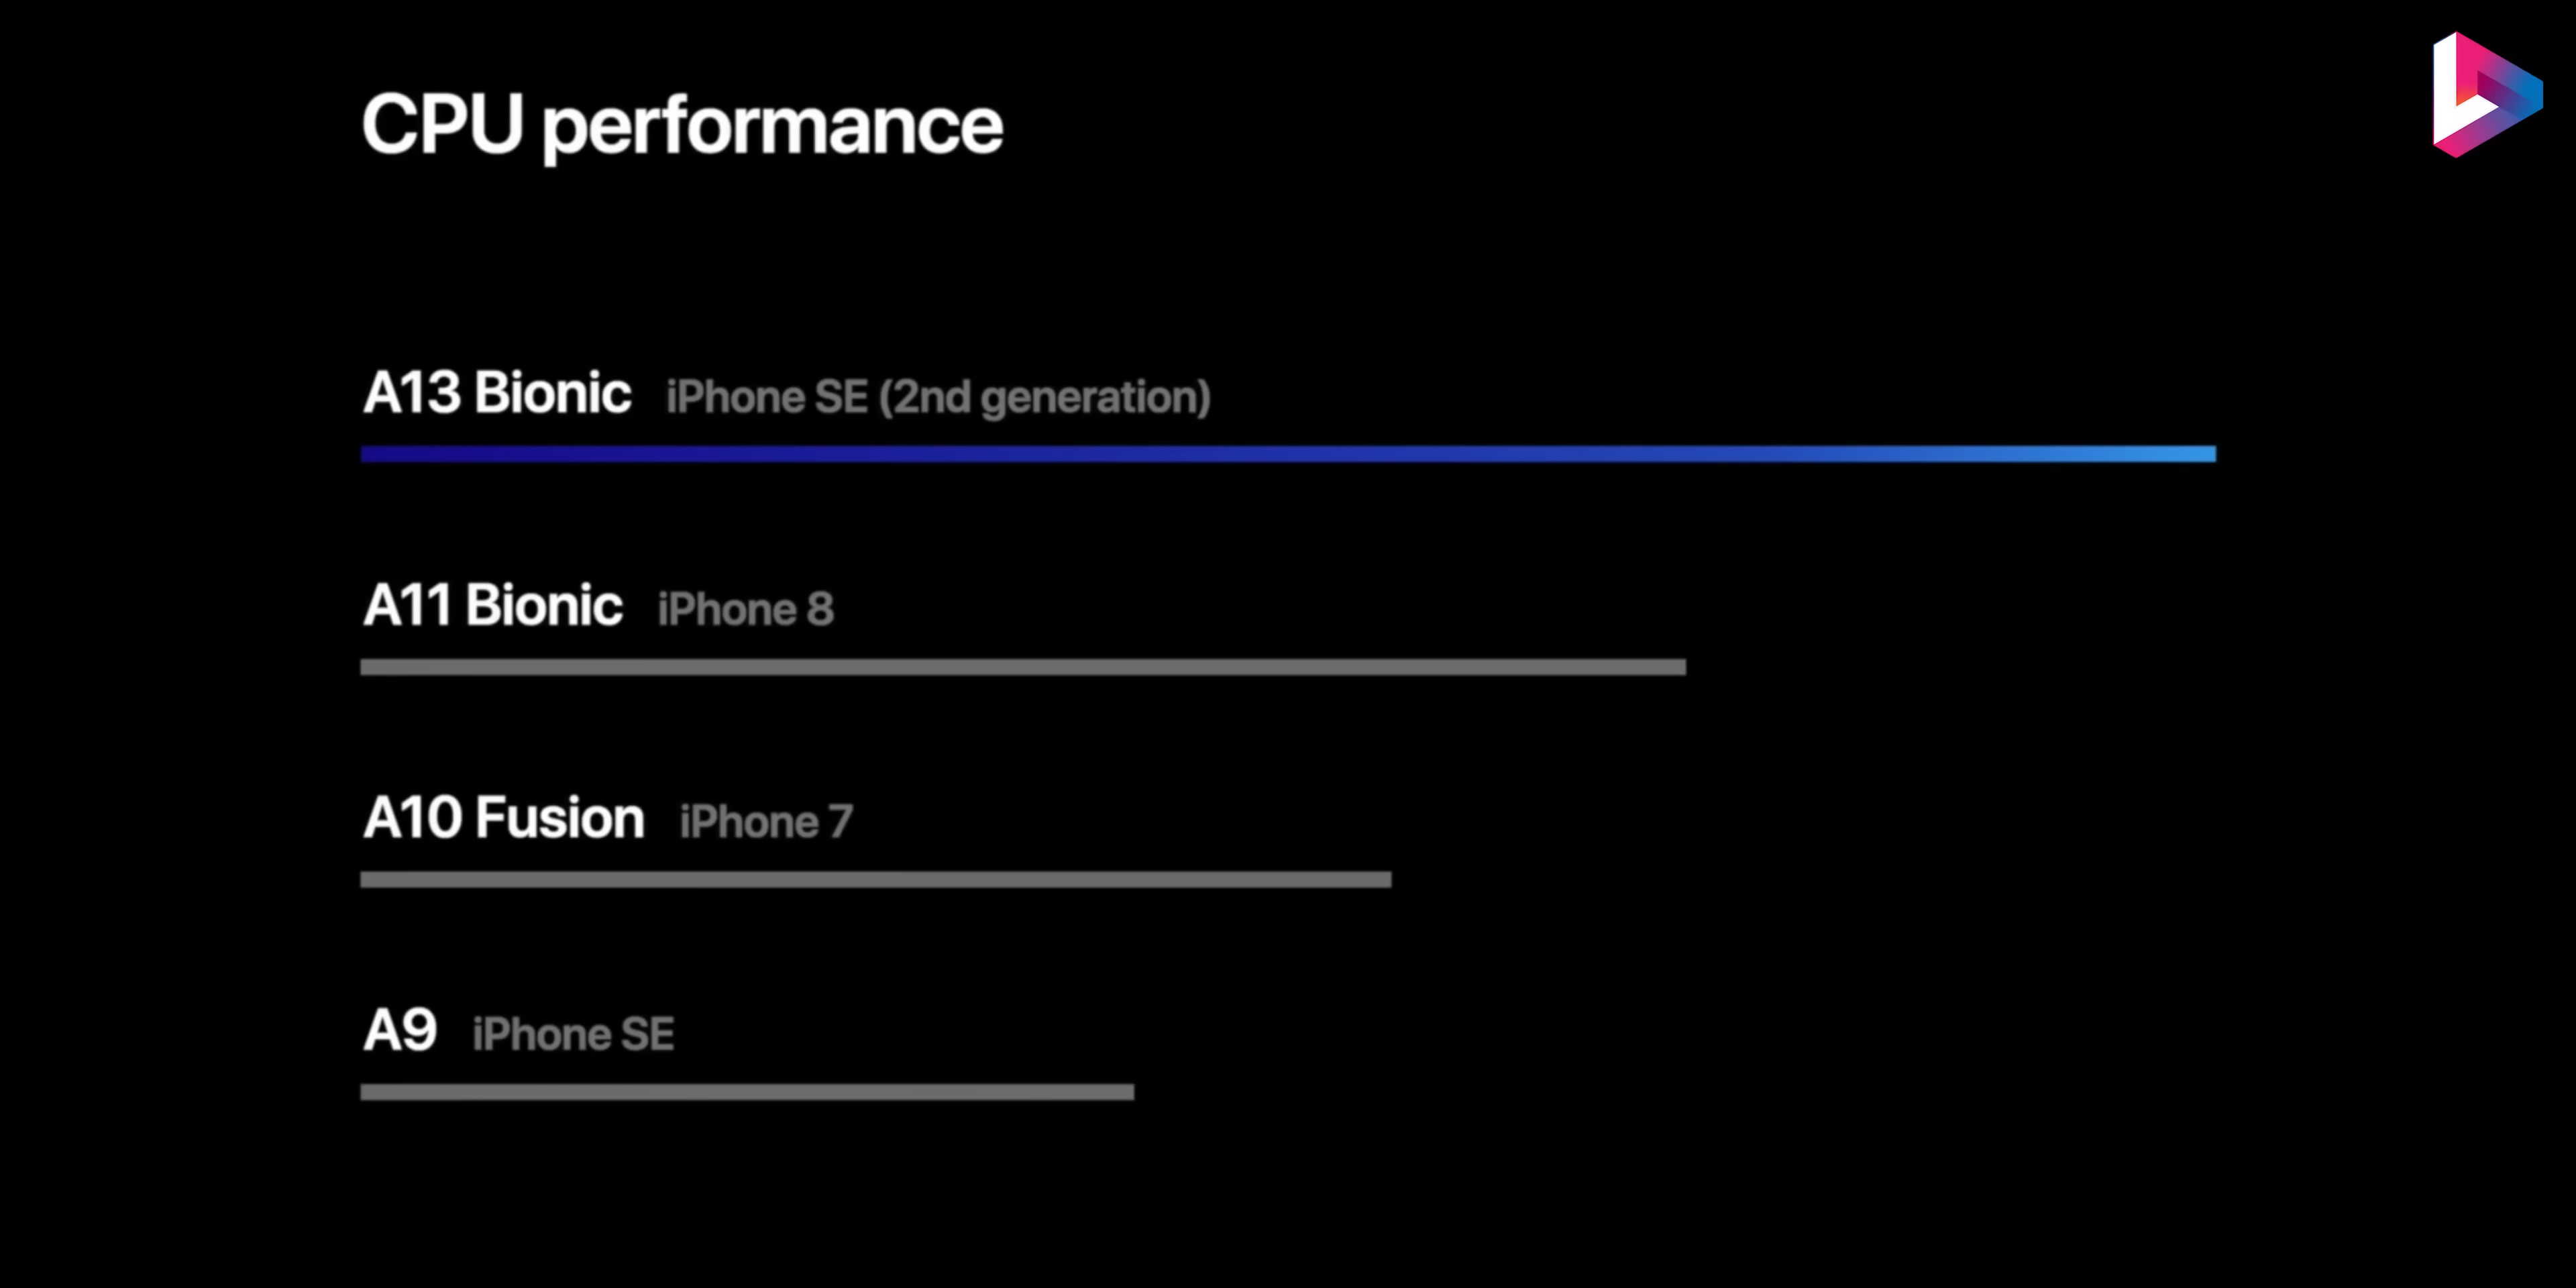 CPU performance
A13 Bionic iPhone SE (2nd generation)
A11 Bionic iPhone 8
A10 Fusion iPhone 7
A9 iPhone SE